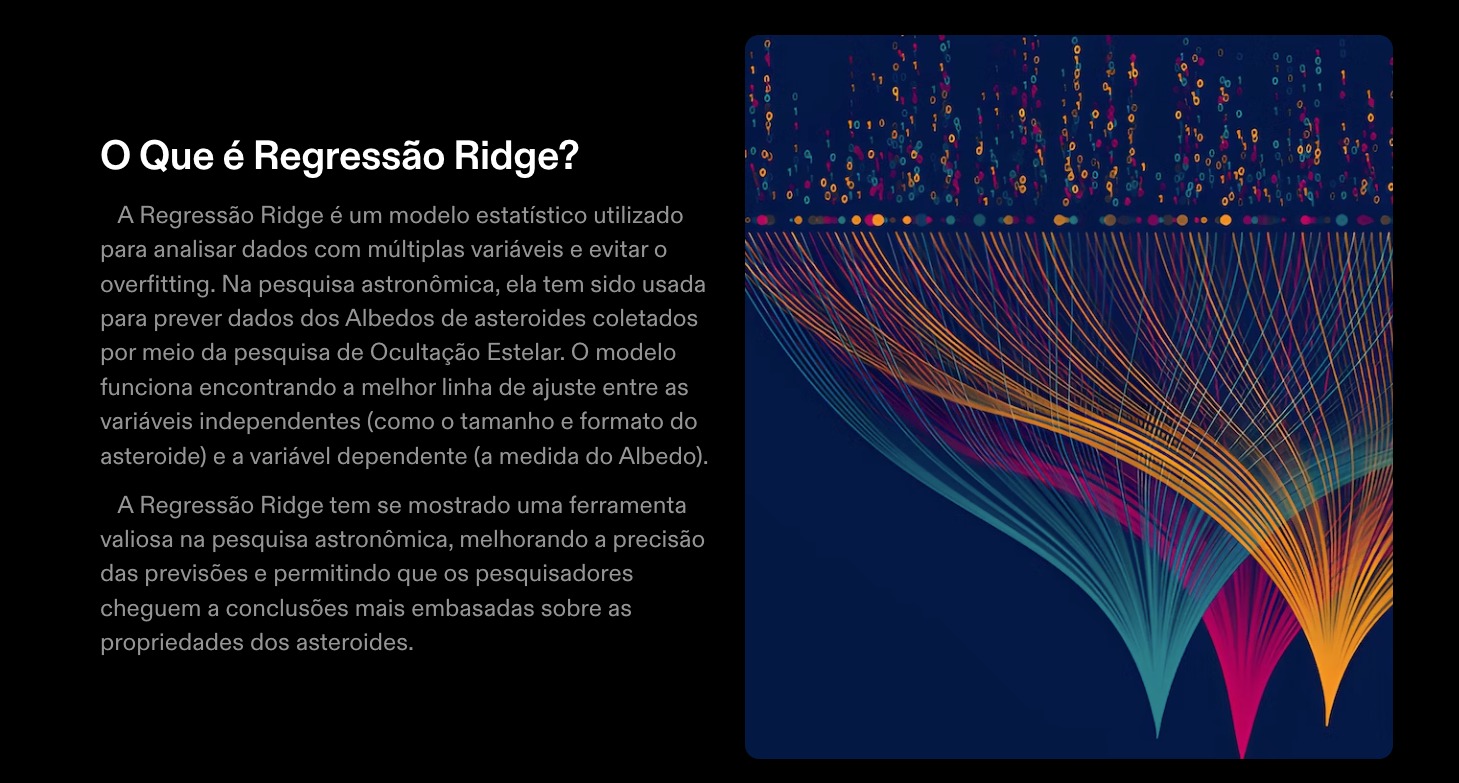 O Que é Regressão Ridge?
A Regressão Ridge é um modelo estatístico utilizado
para analisar dados com múltiplas variáveis e evitar o
overfitting. Na pesquisa astronômica, ela tem sido usada
para prever dados dos Albedos de asteroides coletados
por meio da pesquisa de Ocultação Estelar. O modelo
funciona encontrando a melhor linha de ajuste entre as
variáveis independentes (como o tamanho e formato do
asteroide) e a variável dependente (a medida do Albedo).
A Regressão Ridge tem se mostrado uma ferramenta
valiosa na pesquisa astronômica, melhorando a precisão
das previsões e permitindo que os pesquisadores
cheguem a conclusões mais embasadas sobre as
propriedades dos asteroides.